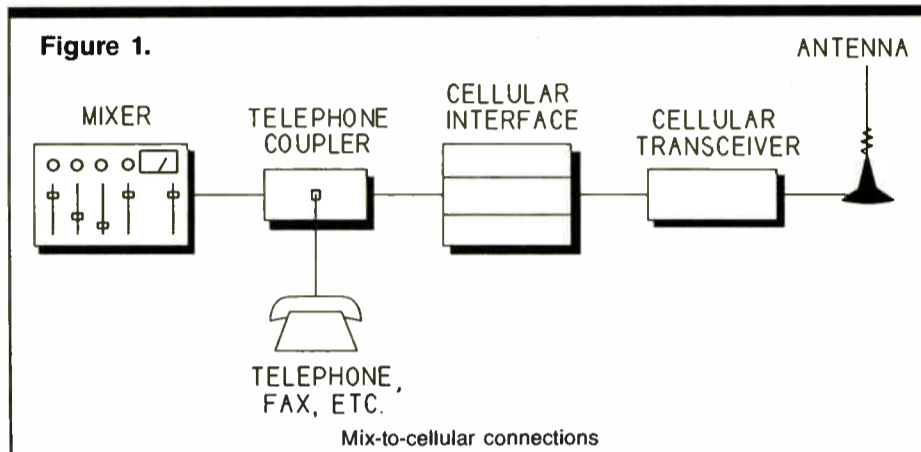 Figure 1.
ANTENNA
MIXER
TELEPHONE
COUPLER
CELLULAR
INTERFACE
CELLULAR
TRANSCEIVER
TELEPHONE,
FAX, ETC.
Mix-to-cellular connections